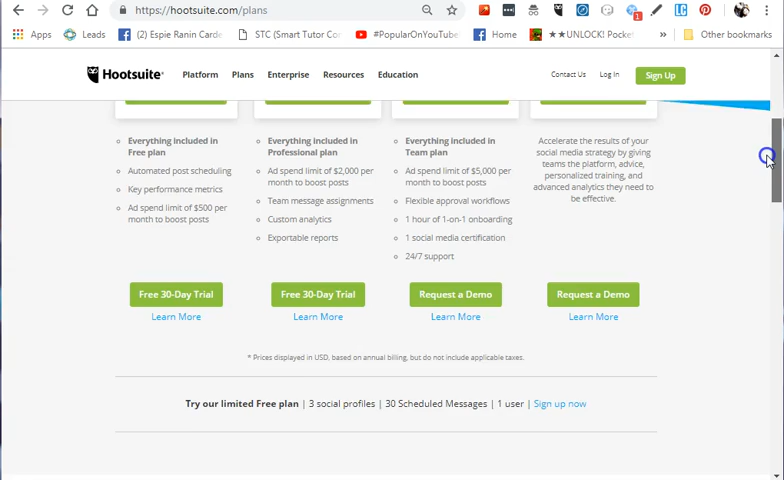 https://hootsuite.com/plans
1
Apps Leads (2) Espie Ranin Carde STC (Smart Tutor Co #PopularOnYouTube Home ★★UNLOCK! Pocket » Other bookmarks
Hootsuite Platform Plans Enterprise Resources Education Contact Us Log In Sign Up
Everything included in Free plan
Automated post scheduling
Key performance metrics
Ad spend limit of $500 per
month to boost posts
Everything included in
Professional plan
Ad spend limit of $2,000 per
month to boost posts
Team message assignments
Custom analytics
Exportable reports
Everything included in
Team plan
Ad spend limit of $5,000 per
month to boost posts
Flexible approval workflows
1 hour of 1-on-1 onboarding
1 social media certification
24/7 support
Accelerate the results of your
social media strategy by giving
teams the platform, advice,
personalized training, and
advanced analytics they need to
be effective.
Free 30-Day Trial Free 30-Day Trial Request a Demo Request a Demo
Learn More Learn More Learn More Learn More
* Prices displayed in USD, based on annual billing, but do not include applicable taxes.
Try our limited Free plan | 3 social profiles | 30 Scheduled Messages | 1 user | Sign up now